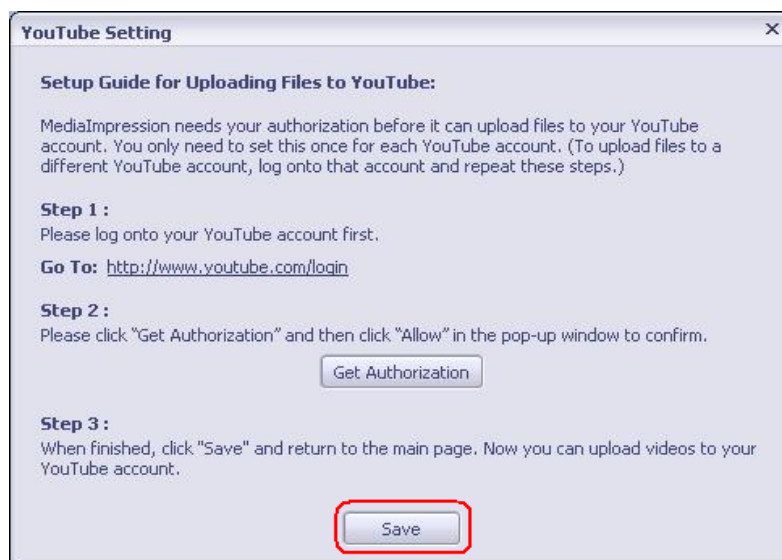 YouTube Setting
Setup Guide for Uploading Files to YouTube:
MediaImpression needs your authorization before it can upload files to your YouTube
account. You only need to set this once for each YouTube account. (To upload files to a
different YouTube account, log onto that account and repeat these steps.)
Step 1 :
Please log onto your YouTube account first.
Go To: http://www.youtube.com/login
Step 2 :
Please click “Get Authorization” and then click “Allow” in the pop-up window to confirm.
Get Authorization
Step 3 :
When finished, click "Save" and return to the main page. Now you can upload videos to your
YouTube account.
Save